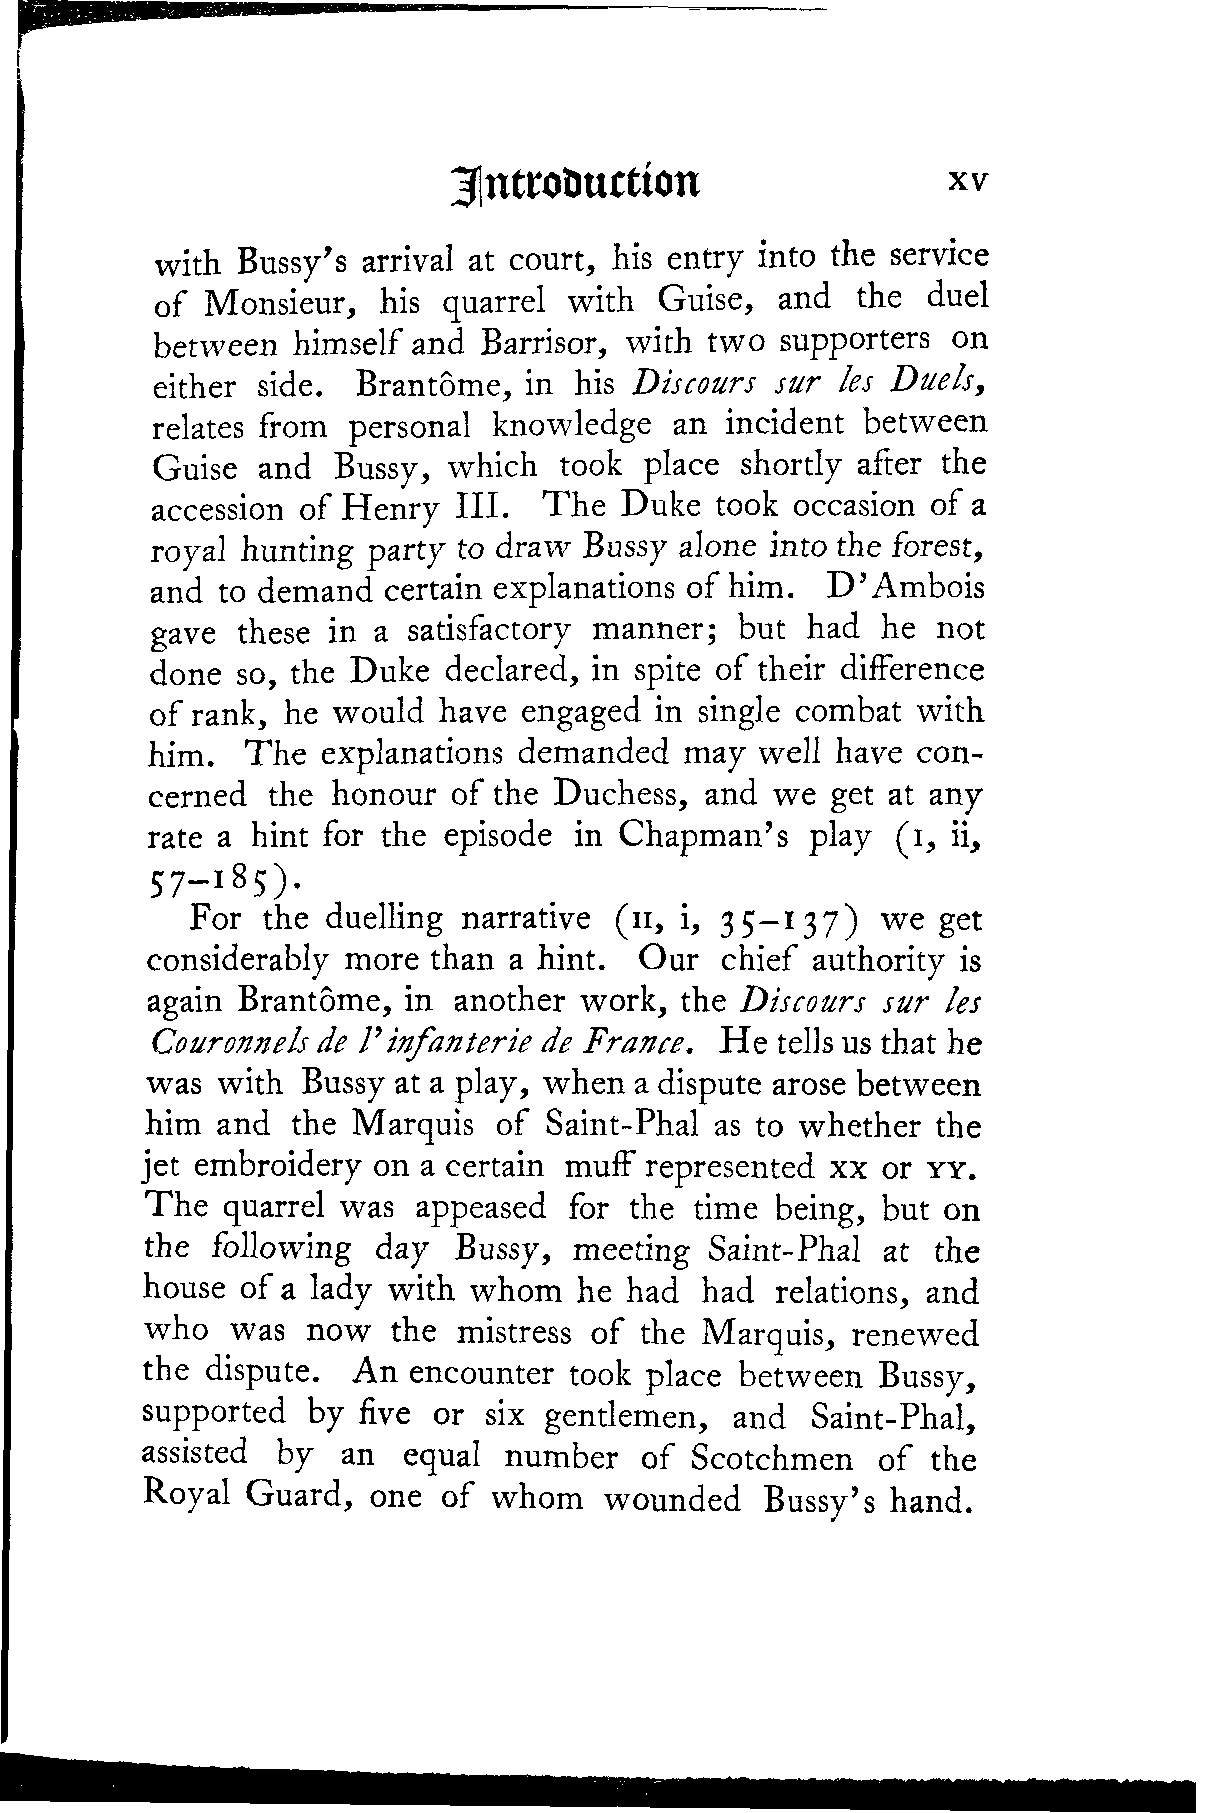 Introduction xv
with Bussy's arrival at court, his entry into the service
of Monsieur, his quarrel with Guise, and the duel
between himself and Barrisor, with two supporters on
either side. Brantôme, in his Discours sur les Duels,
relates from personal knowledge an incident between
Guise and Bussy, which took place shortly after the
accession of Henry III. The Duke took occasion of a
royal hunting party to draw Bussy alone into the forest,
and to demand certain explanations of him. D'Ambois
gave these in a satisfactory manner; but had he not
done so, the Duke declared, in spite of their difference
of rank, he would have engaged in single combat with
him. The explanations demanded may well have con-
cerned the honour of the Duchess, and we get at any
rate a hint for the episode in Chapman's play (I, ii,
57–185).
For the duelling narrative (II, i, 35–137) we get
considerably more than a hint. Our chief authority is
again Brantôme, in another work, the Discours sur les
Couronnels de l'infanterie de France. He tells us that he
was with Bussy at a play, when a dispute arose between
him and the Marquis of Saint-Phal as to whether the
jet embroidery on a certain muff represented XX or YY.
The quarrel was appeased for the time being, but on
the following day Bussy, meeting Saint-Phal at the
house of a lady with whom he had had relations, and
who was now the mistress of the Marquis, renewed
the dispute. An encounter took place between Bussy,
supported by five or six gentlemen, and Saint-Phal,
assisted by an equal number of Scotchmen of the
Royal Guard, one of whom wounded Bussy's hand.